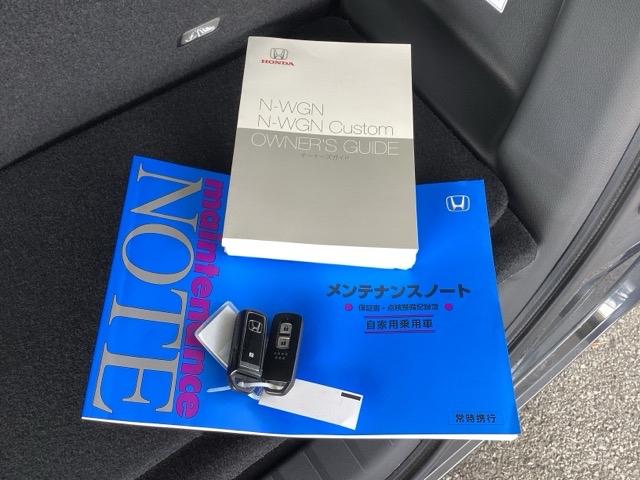 HONDA
N-WGN
N-WGN Custom
OWNER'S GUIDE
オーナーズガイド
maintenance
NOTE
メンテナンスノート
保証書・点検整備記録簿
自家用乗用車
常時携行